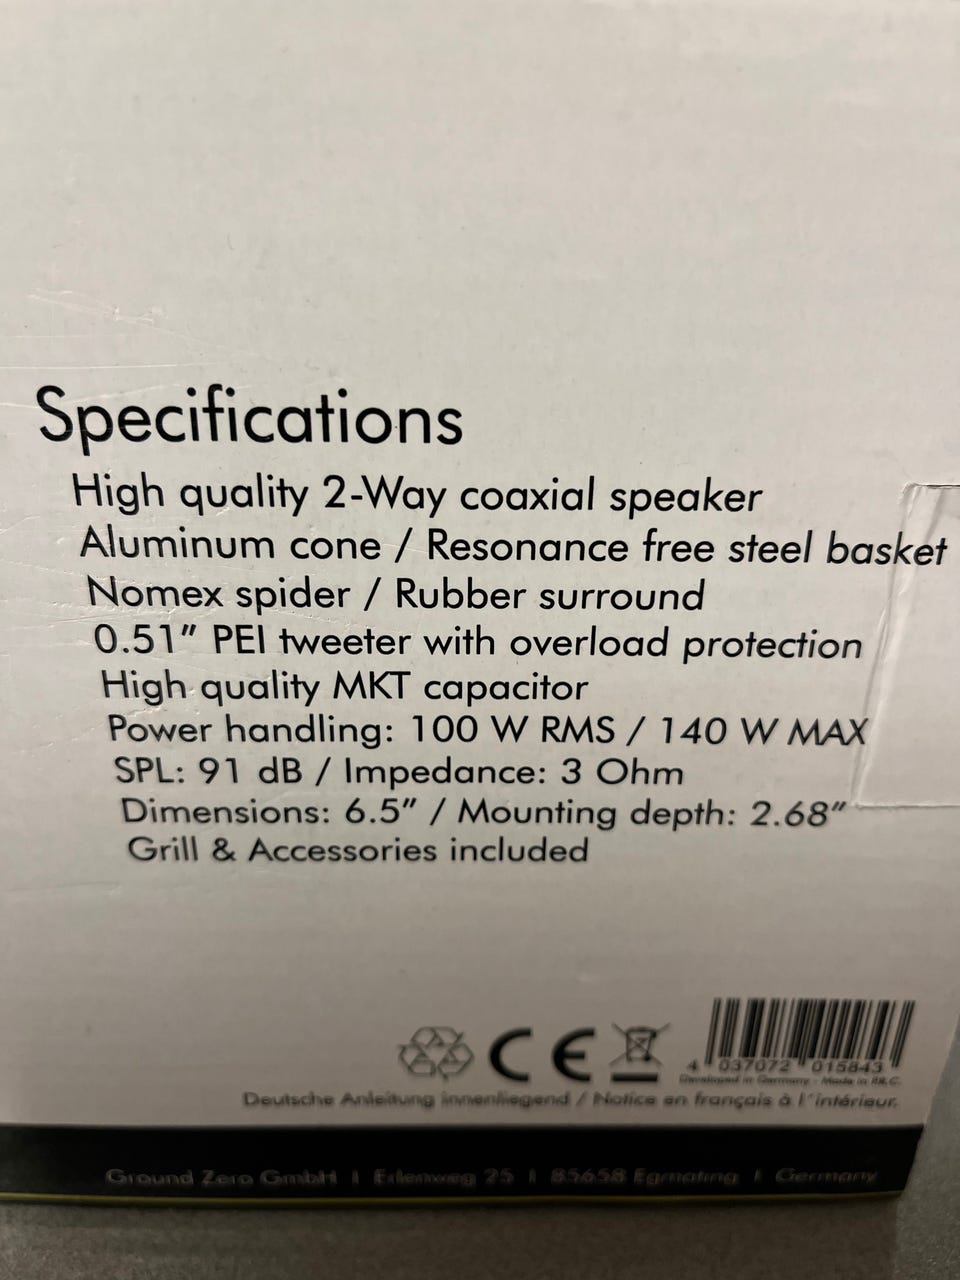 Specifications
High quality 2-Way coaxial speaker
Aluminum cone / Resonance free steel basket
Nomex spider / Rubber surround
0.51" PEI tweeter with overload protection
High quality MKT capacitor
Power handling: 100 W RMS / 140 W MAX
SPL: 91 dB / Impedance: 3 Ohm
Dimensions: 6.5" / Mounting depth: 2.68"
Grill & Accessories included
CE
4 037072 015843
Developed in Germany - Made in P.R.C.
Deutsche Anleitung innenliegend / Notice en français à l'intérieur.
Ground Zero GmbH | Erlenweg 25 | 85658 Egmating | Germany